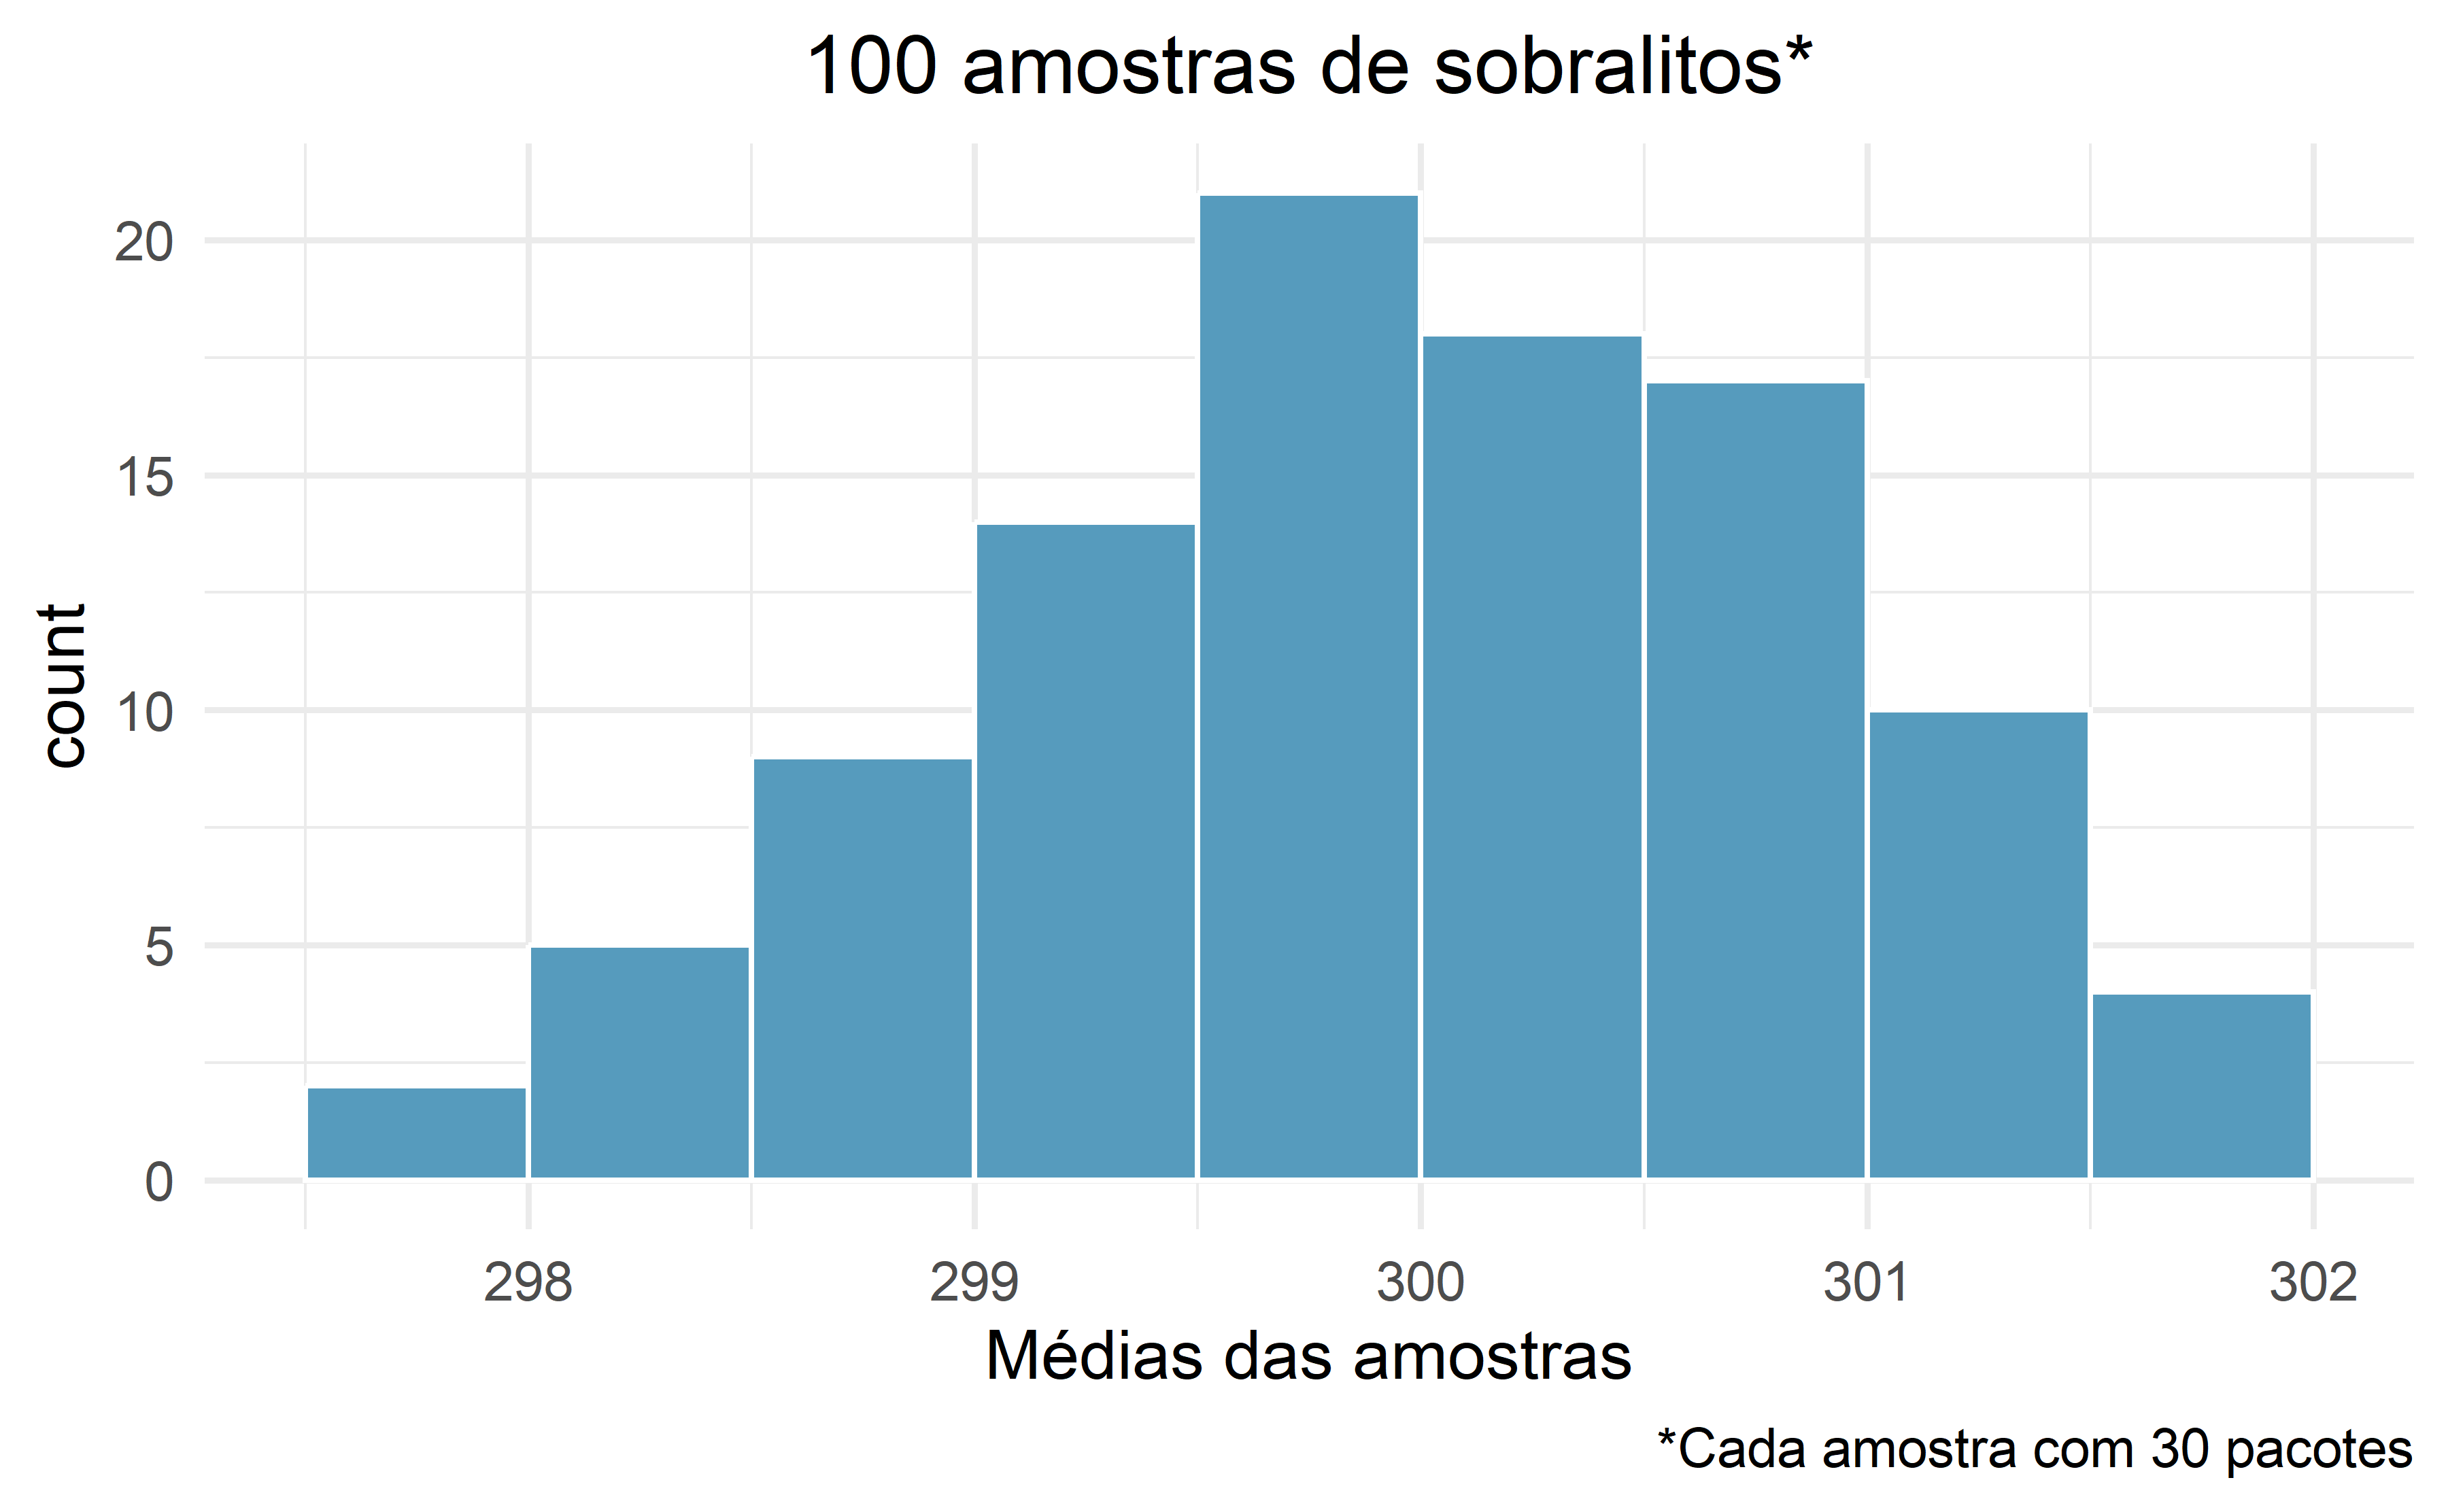 100 amostras de sobralitos*
20
15
10
5
0
count
298 299 300 301 302
Médias das amostras
*Cada amostra com 30 pacotes